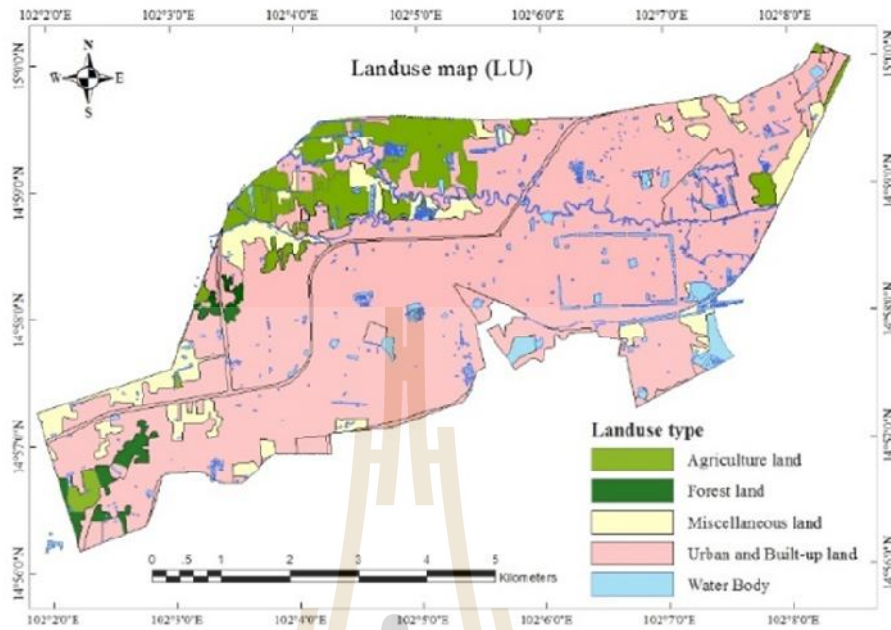 102°2'0"E 102°3'0"E 102°4'0"E 102°5'0"E 102°6'0"E 102°7'0"E 102°8'0"E
N
W E
S
Landuse map (LU)
15°0'0"N
14°59'0"N
14°58'0"N
14°57'0"N
14°56'0"N
15°0'0"N
14°59'0"N
14°58'0"N
14°57'0"N
14°56'0"N
Landuse type
Agriculture land
Forest land
Miscellaneous land
Urban and Built-up land
Water Body
0 .5 1 2 3 4 5
Kilometers
102°2'0"E 102°3'0"E 102°4'0"E 102°5'0"E 102°6'0"E 102°7'0"E 102°8'0"E